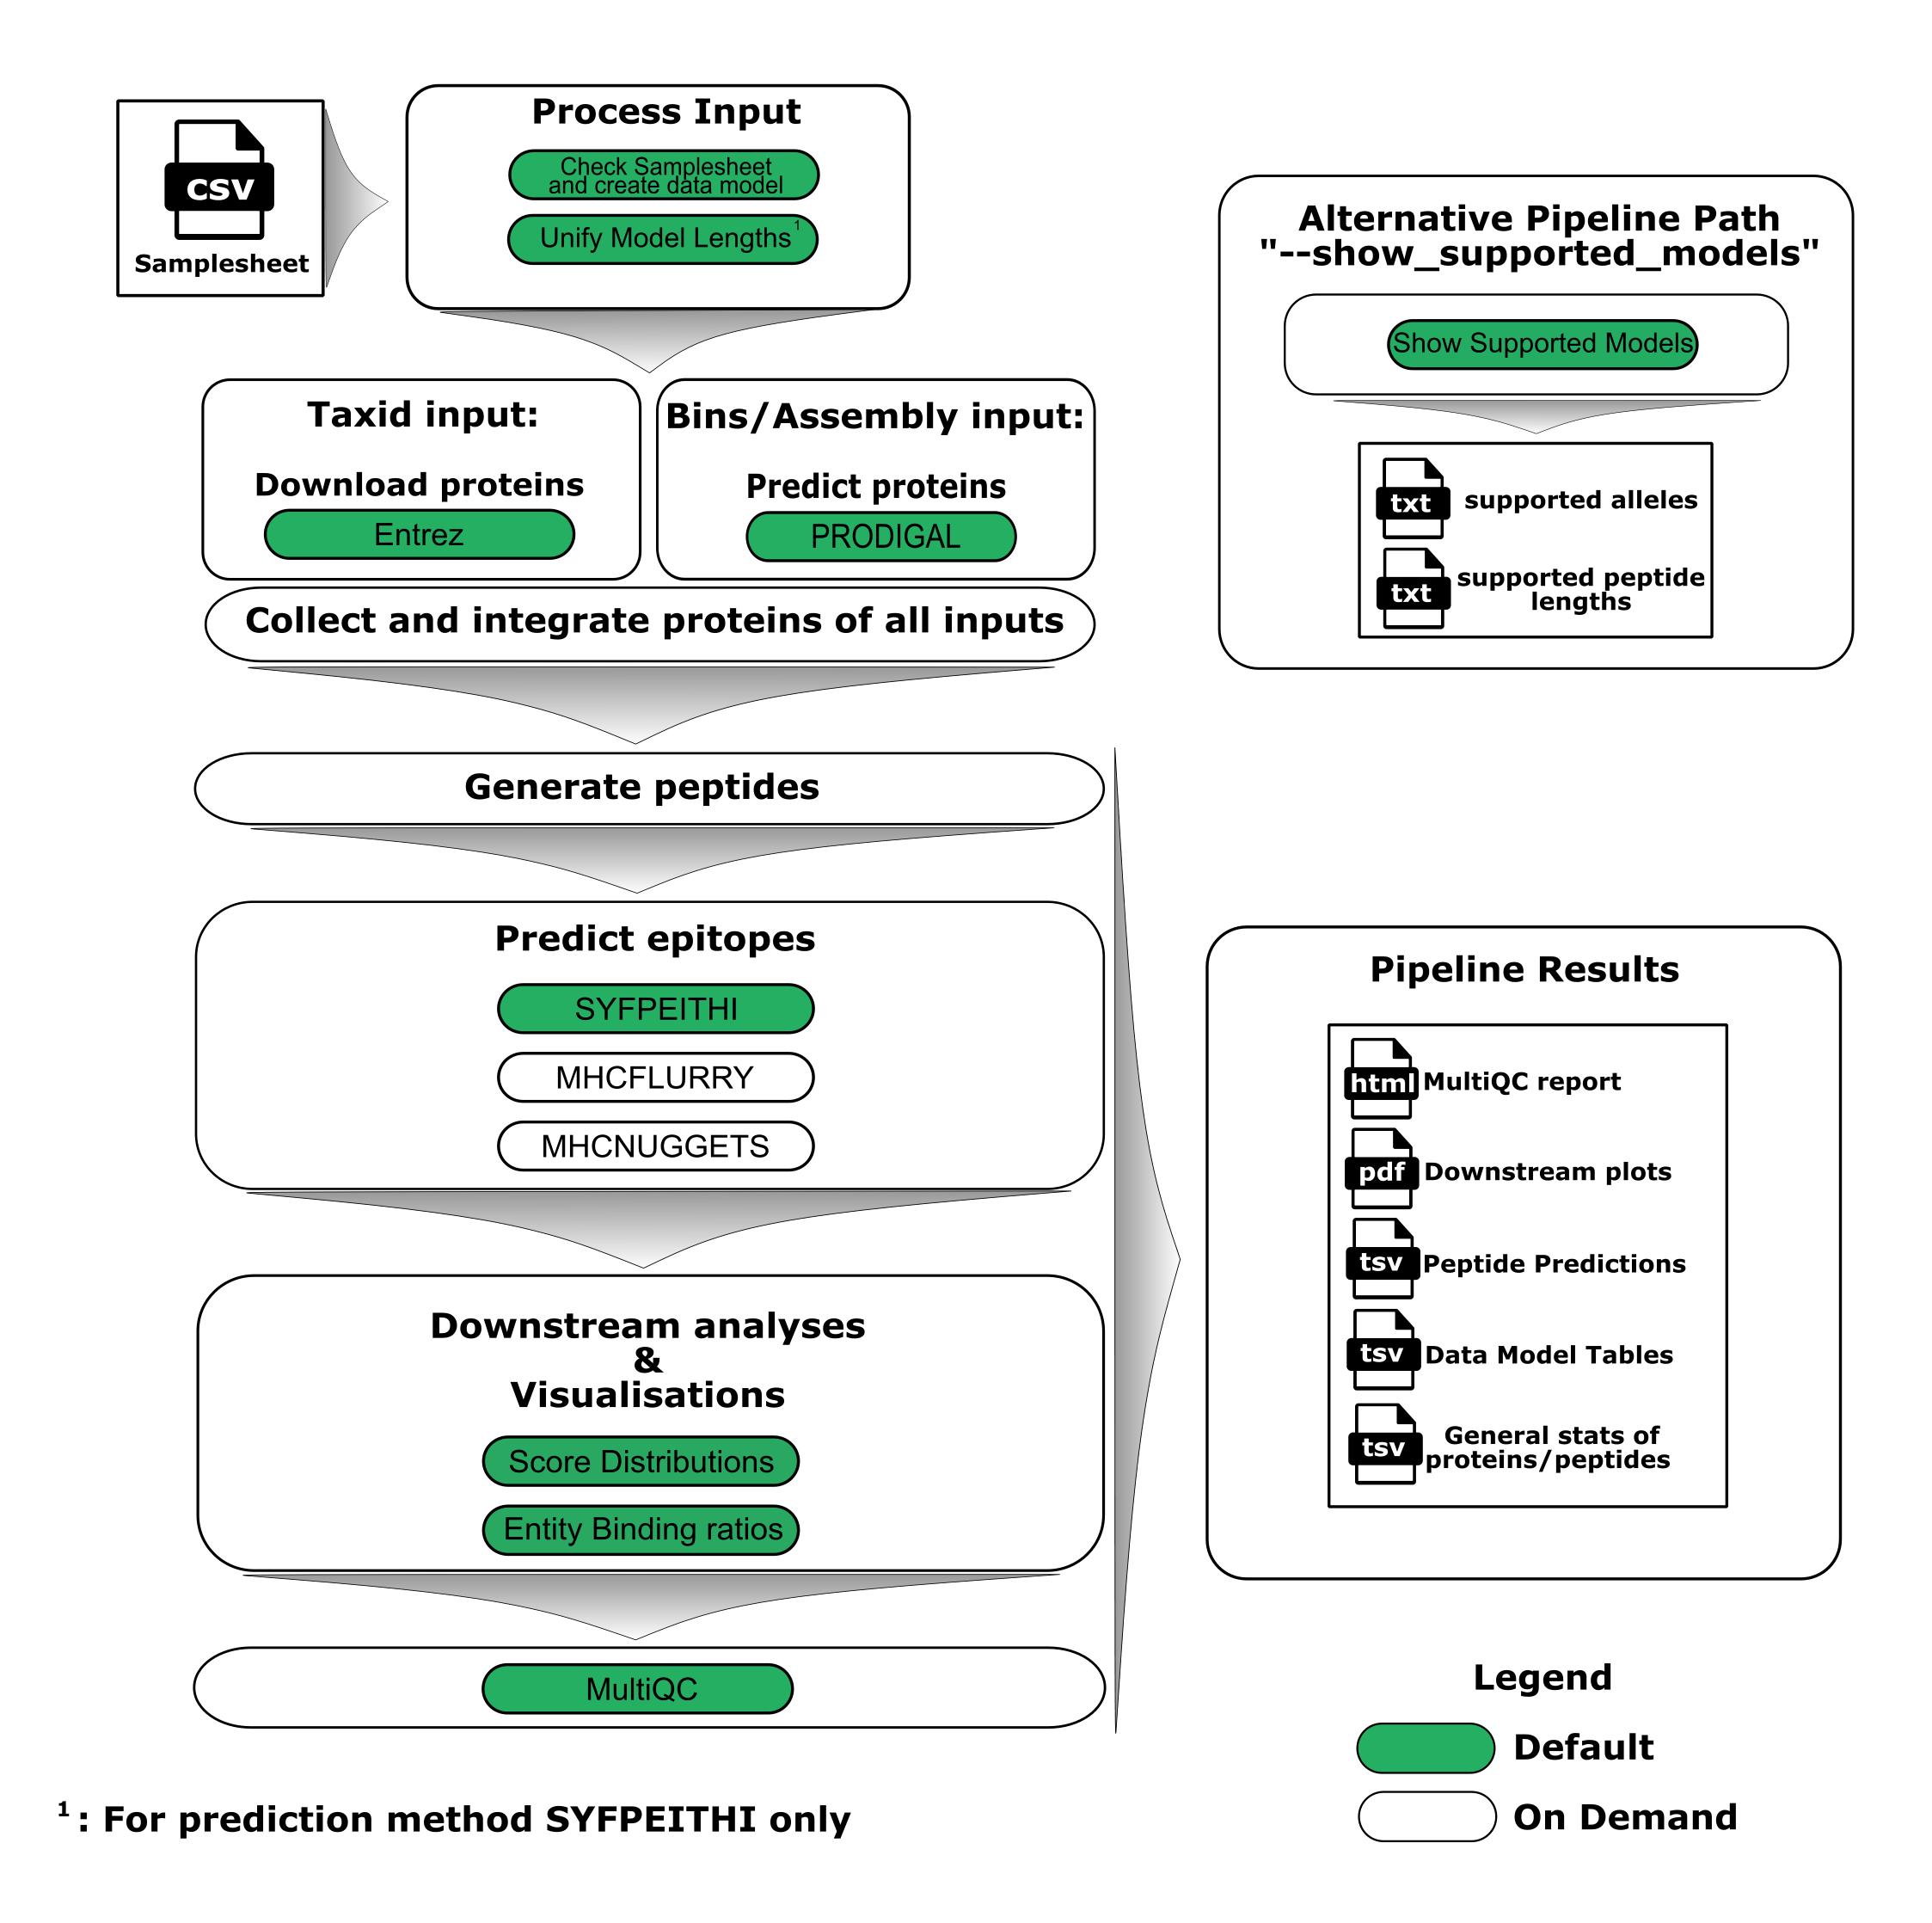 csv
Samplesheet
Process Input
Check Samplesheet
and create data model
Unify Model Lengths¹
Taxid input:
Download proteins
Entrez
Bins/Assembly input:
Predict proteins
PRODIGAL
Collect and integrate proteins of all inputs
Generate peptides
Predict epitopes
SYFPEITHI
MHCFLURRY
MHCNUGGETS
Downstream analyses
&
Visualisations
Score Distributions
Entity Binding ratios
MultiQC
¹ : For prediction method SYFPEITHI only
Alternative Pipeline Path
"--show_supported_models"
Show Supported Models
txt
supported alleles
txt
supported peptide
lengths
Pipeline Results
html
MultiQC report
pdf
Downstream plots
tsv
Peptide Predictions
tsv
Data Model Tables
tsv
General stats of
proteins/peptides
Legend
Default
On Demand